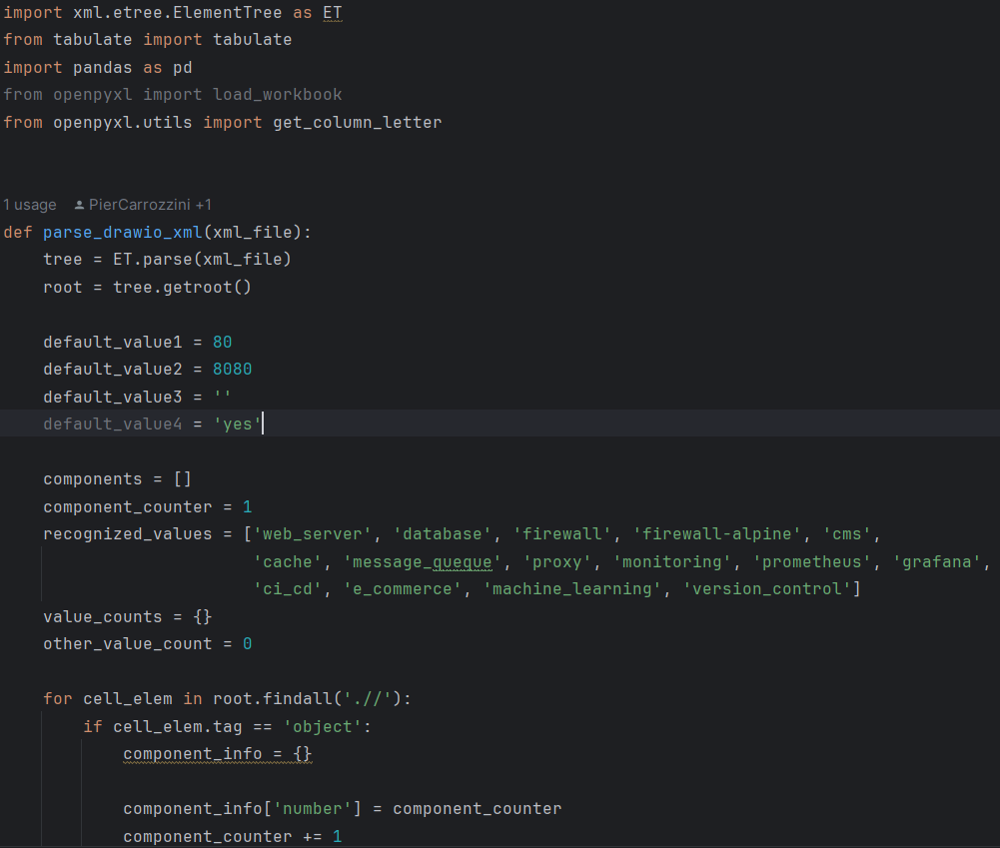 import xml.etree.ElementTree as ET
from tabulate import tabulate
import pandas as pd
from openpyxl import load_workbook
from openpyxl.utils import get_column_letter
1 usage PierCarrozzini +1
def parse_drawio_xml(xml_file):
    tree = ET.parse(xml_file)
    root = tree.getroot()
    default_value1 = 80
    default_value2 = 8080
    default_value3 = ''
    default_value4 = 'yes'
    components = []
    component_counter = 1
    recognized_values = ['web_server', 'database', 'firewall', 'firewall-alpine', 'cms',
                         'cache', 'message_queque', 'proxy', 'monitoring', 'prometheus', 'grafana',
                         'ci_cd', 'e_commerce', 'machine_learning', 'version_control']
    value_counts = {}
    other_value_count = 0
    for cell_elem in root.findall('.//'):
        if cell_elem.tag == 'object':
            component_info = {}
            component_info['number'] = component_counter
            component_counter += 1